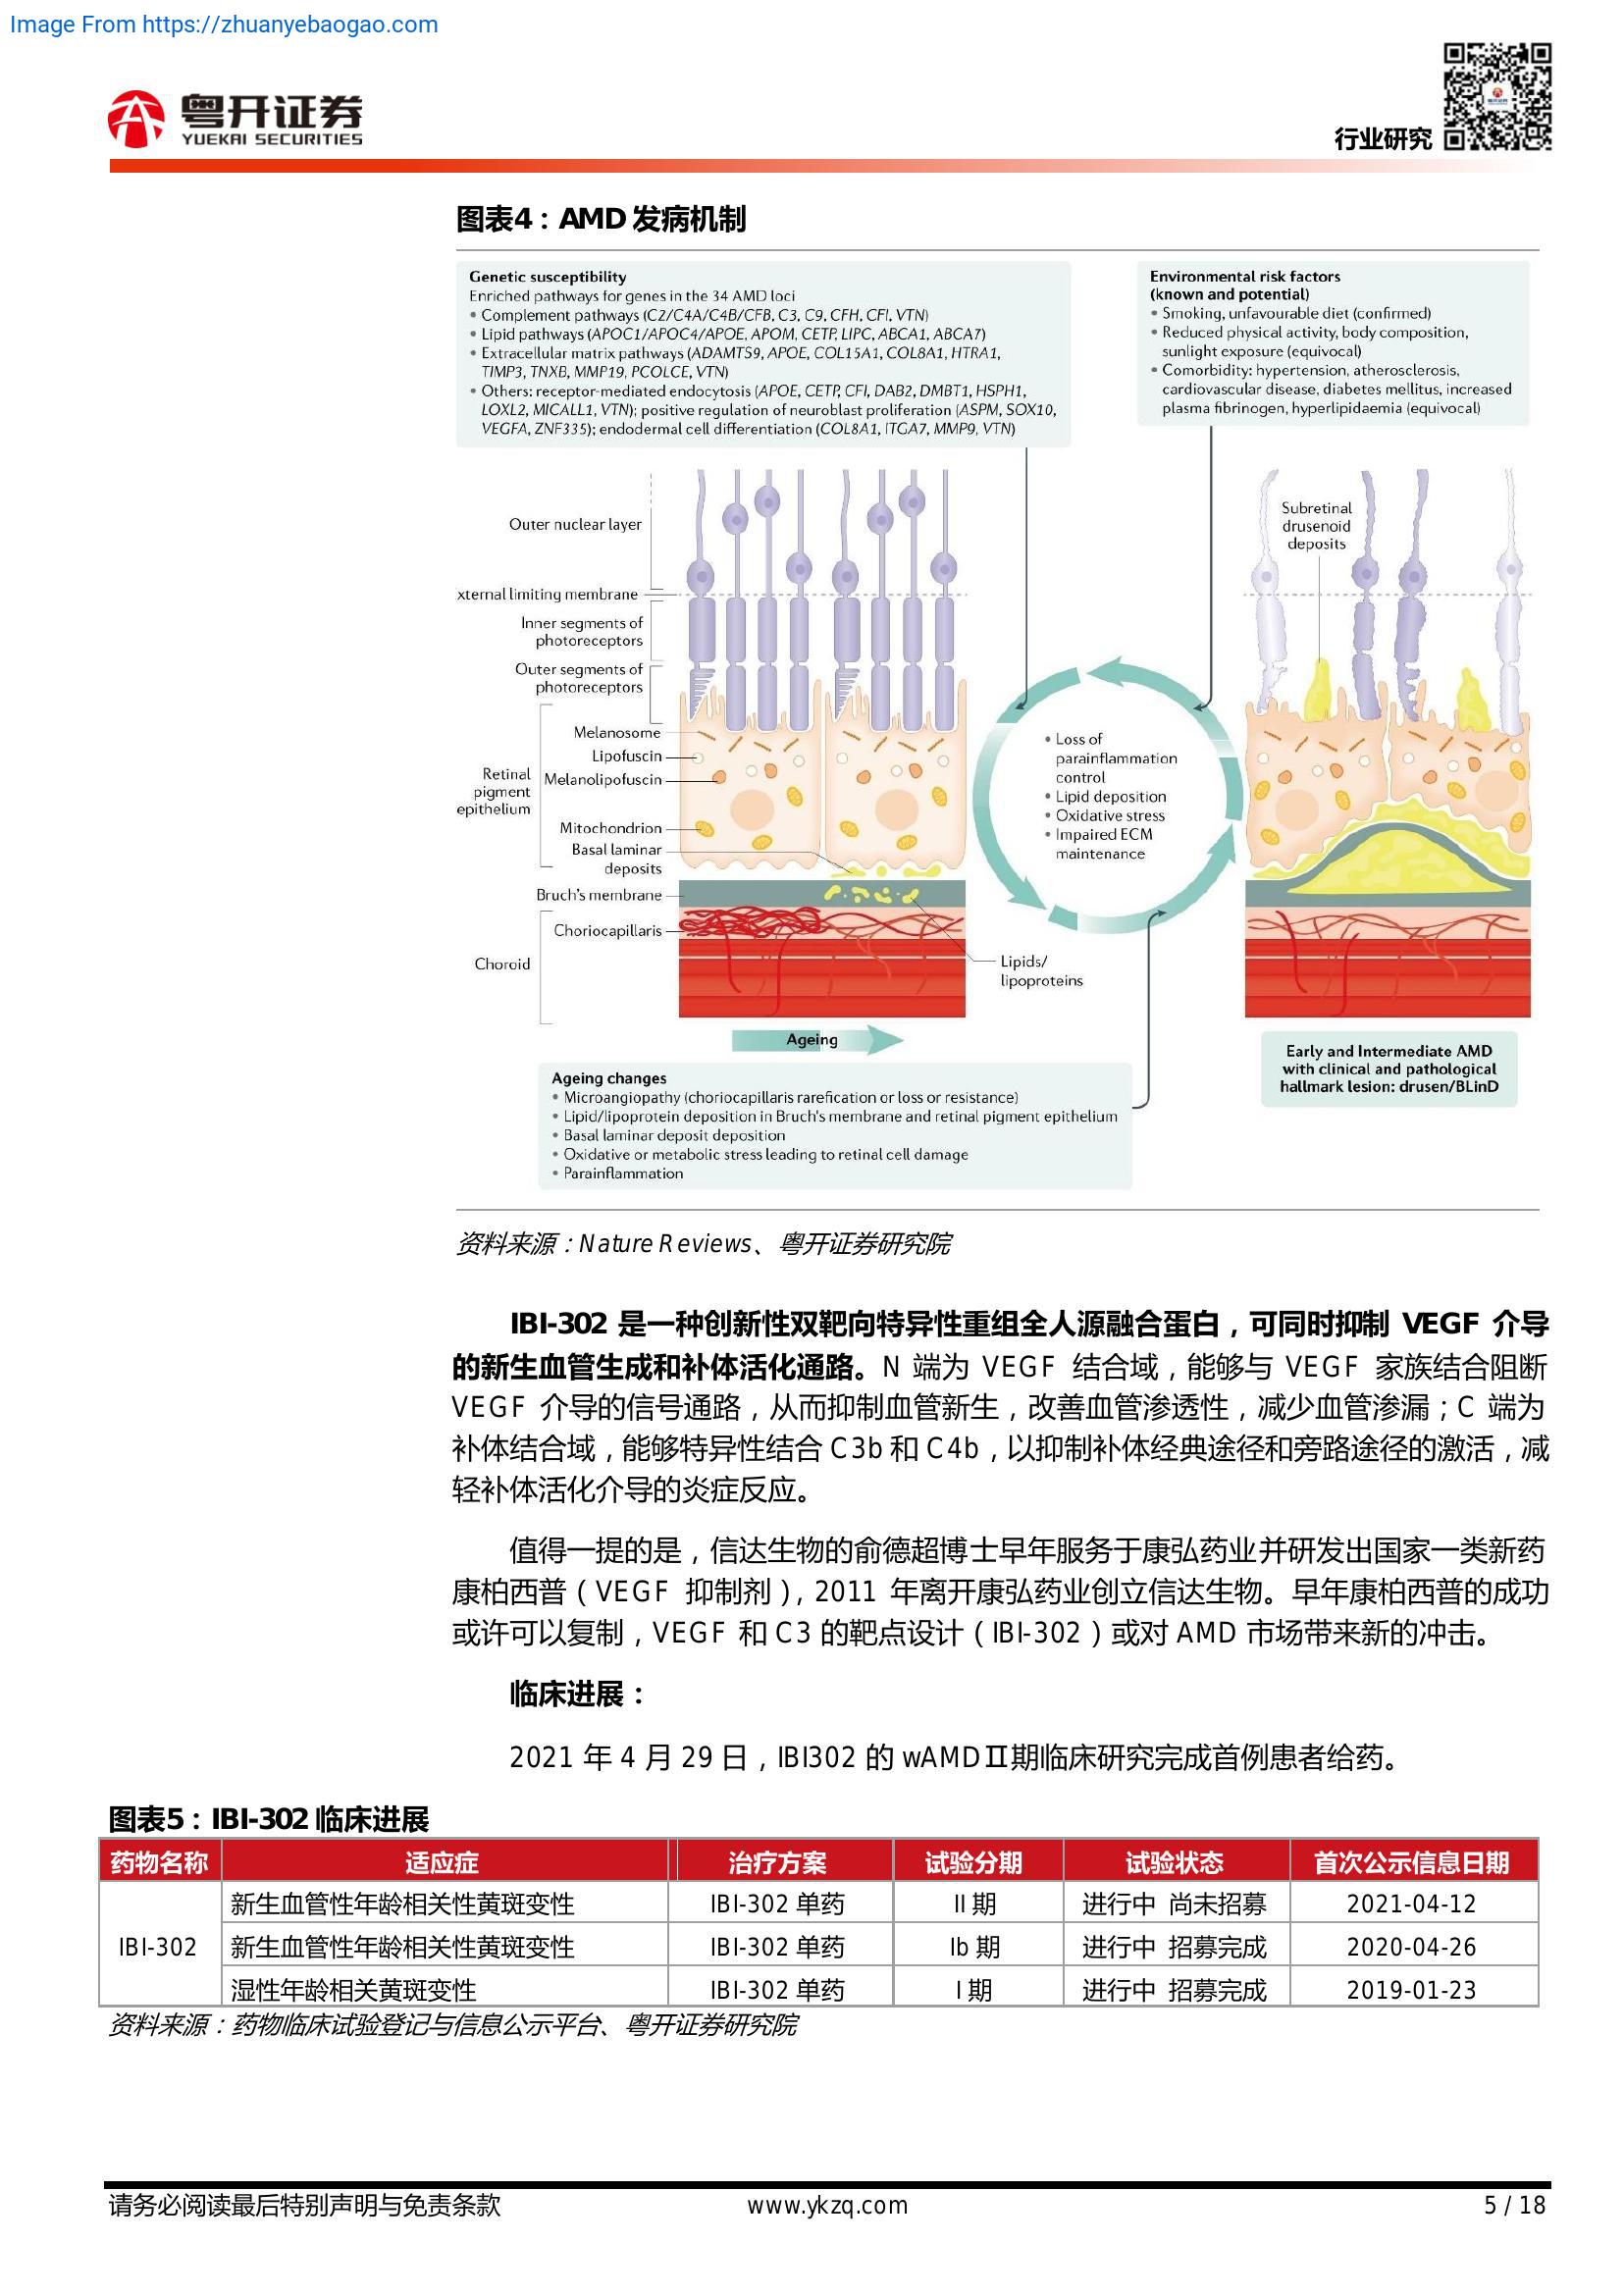 Image From https://zhuanyebaogao.com
粤开证券
YUEKAI SECURITIES
行业研究
图表4：AMD 发病机制
Genetic susceptibility
Enriched pathways for genes in the 34 AMD loci
• Complement pathways (C2/C4A/C4B/CFB, C3, C9, CFH, CFI, VTN)
• Lipid pathways (APOC1/APOC4/APOE, APOM, CETP, LIPC, ABCA1, ABCA7)
• Extracellular matrix pathways (ADAMTS9, APOE, COL15A1, COL8A1, HTRA1,
TIMP3, TNXB, MMP19, PCOLCE, VTN)
• Others: receptor-mediated endocytosis (APOE, CETP, CFI, DAB2, DMBT1, HSPH1,
LOXL2, MICALL1, VTN); positive regulation of neuroblast proliferation (ASPM, SOX10,
VEGFA, ZNF335); endodermal cell differentiation (COL8A1, ITGA7, MMP9, VTN)
Environmental risk factors
(known and potential)
• Smoking, unfavourable diet (confirmed)
• Reduced physical activity, body composition,
sunlight exposure (equivocal)
• Comorbidity: hypertension, atherosclerosis,
cardiovascular disease, diabetes mellitus, increased
plasma fibrinogen, hyperlipidaemia (equivocal)
Outer nuclear layer
xternal limiting membrane
Inner segments of
photoreceptors
Outer segments of
photoreceptors
Melanosome
Lipofuscin
Melanolipofuscin
Retinal
pigment
epithelium
Mitochondrion
Basal laminar
deposits
Bruch's membrane
Choriocapillaris
Choroid
Lipids/
lipoproteins
• Loss of
parainflammation
control
• Lipid deposition
• Oxidative stress
• Impaired ECM
maintenance
Subretinal
drusenoid
deposits
Ageing
Early and Intermediate AMD
with clinical and pathological
hallmark lesion: drusen/BLinD
Ageing changes
• Microangiopathy (choriocapillaris rarefication or loss or resistance)
• Lipid/lipoprotein deposition in Bruch's membrane and retinal pigment epithelium
• Basal laminar deposit deposition
• Oxidative or metabolic stress leading to retinal cell damage
• Parainflammation
资料来源：Nature Reviews、粤开证券研究院
IBI-302 是一种创新性双靶向特异性重组全人源融合蛋白，可同时抑制 VEGF 介导
的新生血管生成和补体活化通路。N 端为 VEGF 结合域，能够与 VEGF 家族结合阻断
VEGF 介导的信号通路，从而抑制血管新生，改善血管渗透性，减少血管渗漏；C 端为
补体结合域，能够特异性结合 C3b 和 C4b，以抑制补体经典途径和旁路途径的激活，减
轻补体活化介导的炎症反应。
值得一提的是，信达生物的俞德超博士早年服务于康弘药业并研发出国家一类新药
康柏西普（VEGF 抑制剂），2011 年离开康弘药业创立信达生物。早年康柏西普的成功
或许可以复制，VEGF 和 C3 的靶点设计（IBI-302）或对 AMD 市场带来新的冲击。
临床进展：
2021 年 4 月 29 日，IBI302 的 wAMDⅡ期临床研究完成首例患者给药。
图表5：IBI-302 临床进展
药物名称 适应症 治疗方案 试验分期 试验状态 首次公示信息日期
新生血管性年龄相关性黄斑变性 IBI-302 单药 II 期 进行中 尚未招募 2021-04-12
IBI-302 新生血管性年龄相关性黄斑变性 IBI-302 单药 Ib 期 进行中 招募完成 2020-04-26
湿性年龄相关黄斑变性 IBI-302 单药 I 期 进行中 招募完成 2019-01-23
资料来源：药物临床试验登记与信息公示平台、粤开证券研究院
请务必阅读最后特别声明与免责条款 www.ykzq.com 5 / 18